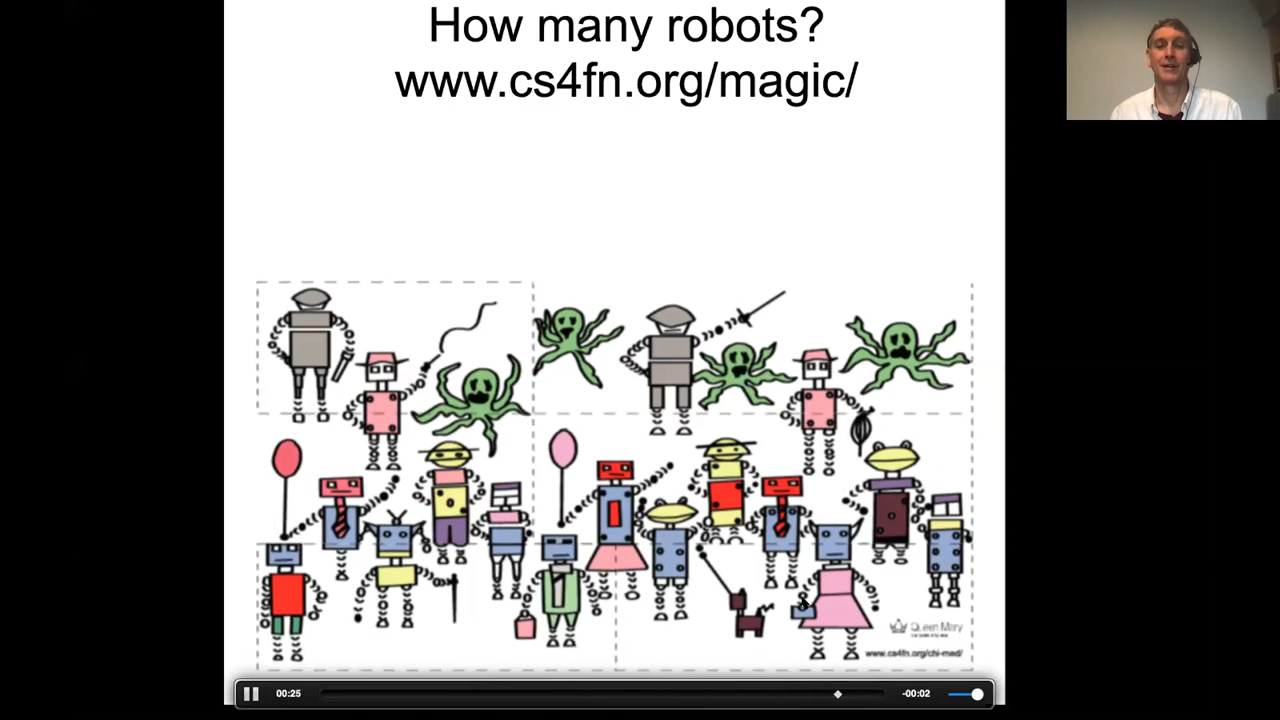 How many robots?
www.cs4fn.org/magic/
Queen Mary
www.cs4fn.org/chi-med/
00:25
-00:02